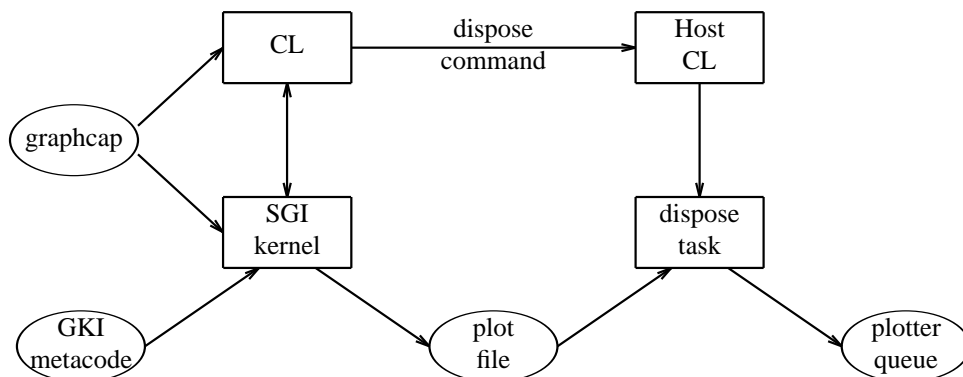 CL
dispose
command
Host
CL
graphcap
SGI
kernel
dispose
task
GKI
metacode
plot
file
plotter
queue